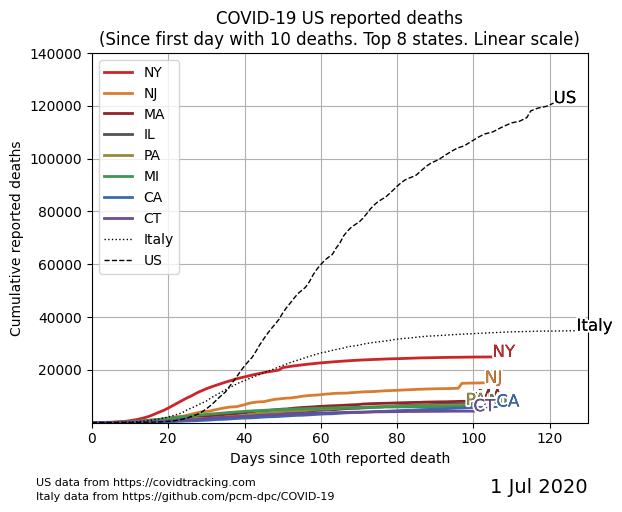 COVID-19 US reported deaths
(Since first day with 10 deaths. Top 8 states. Linear scale)
140000
120000
100000
80000
60000
40000
20000
Cumulative reported deaths
NY
NJ
MA
IL
PA
MI
CA
CT
Italy
US
US
Italy
NY
NJ
CA
CT
0
20
40
60
80
100
120
Days since 10th reported death
US data from https://covidtracking.com
Italy data from https://github.com/pcm-dpc/COVID-19
1 Jul 2020